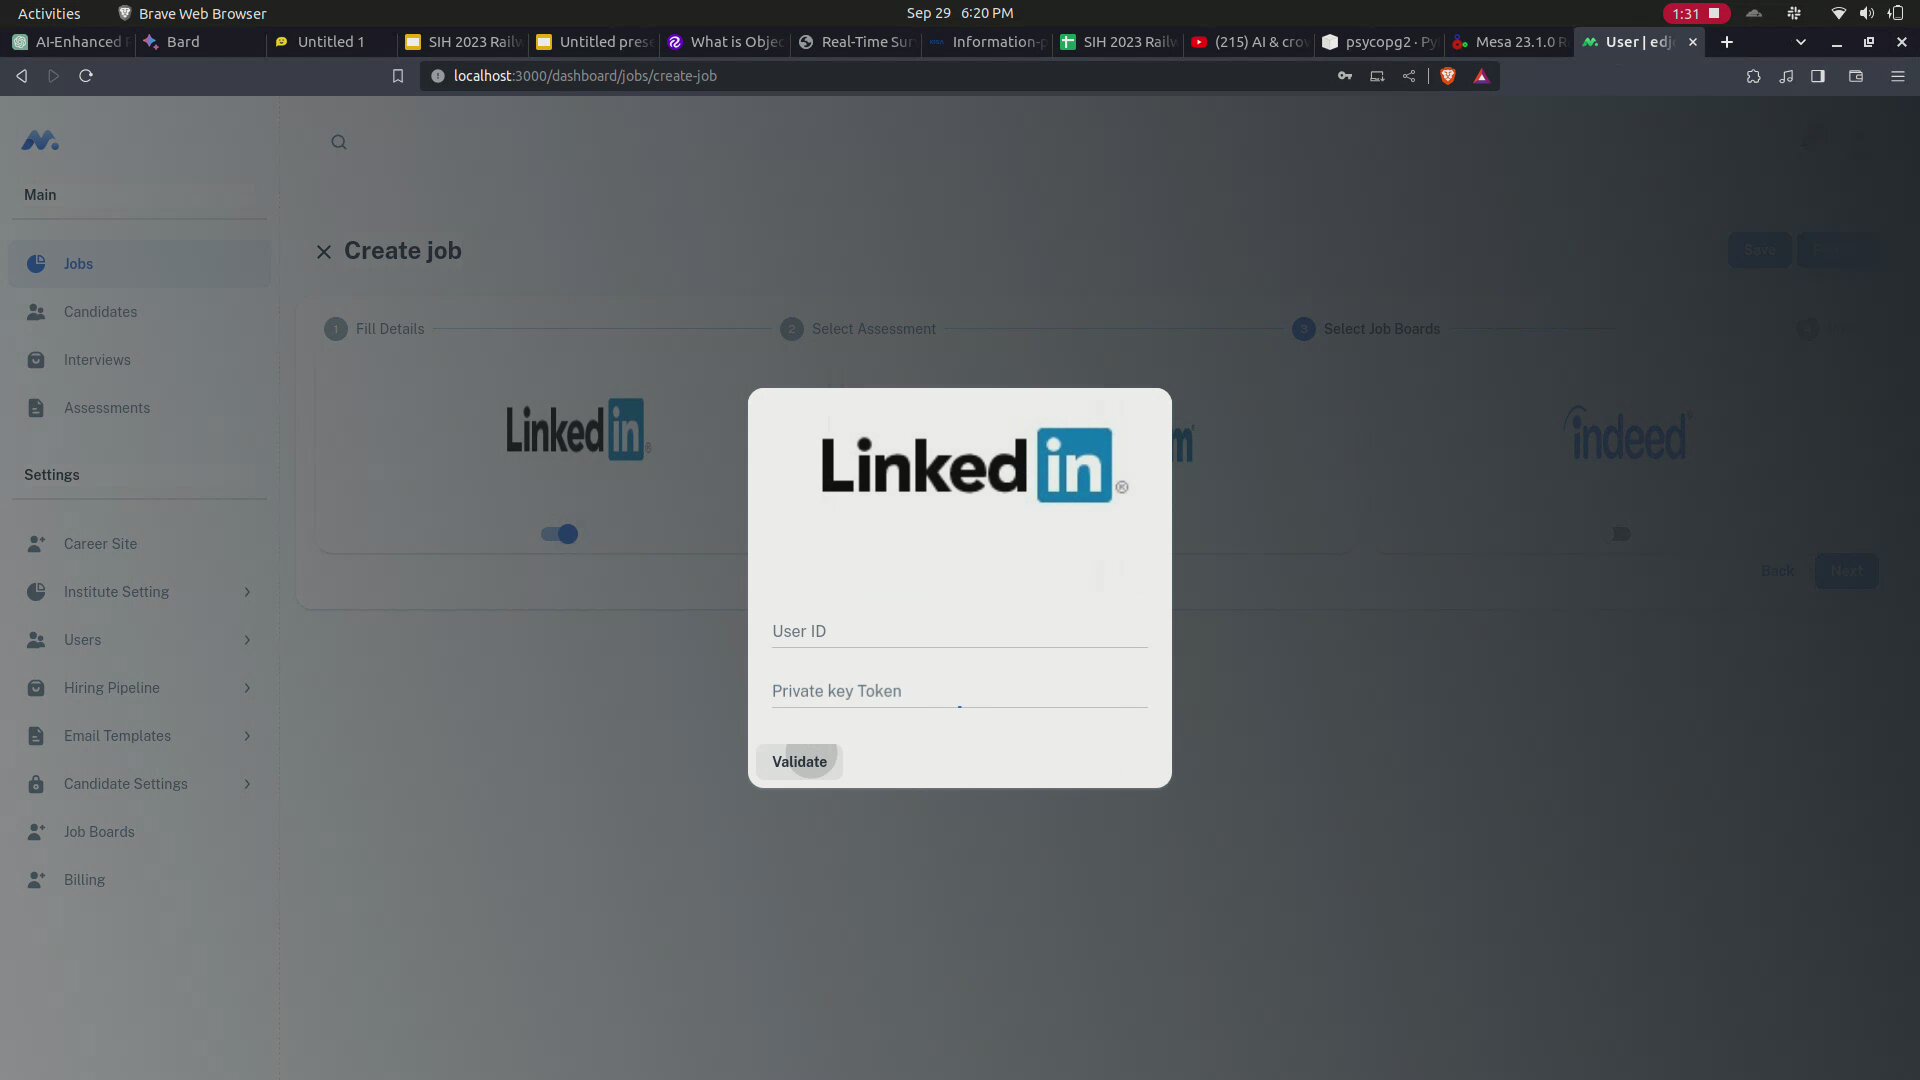 Activities Brave Web Browser Sep 29 6:20 PM 1:31
AI-Enhanced Bard Untitled 1 SIH 2023 Railw Untitled prese What is Objec Real-Time Sur Information-p SIH 2023 Railw (215) AI & crow psycopg2 · Py Mesa 23.1.0 R User | edj
localhost:3000/dashboard/jobs/create-job
Main
Create job
Save
Jobs
1 Fill Details 2 Select Assessment 3 Select Job Boards 4
Candidates
Interviews
Assessments
Linkedin®
Linkedin®
m
indeed
Settings
Career Site
Institute Setting
Back Next
Users
User ID
Hiring Pipeline
Private key Token
Email Templates
Validate
Candidate Settings
Job Boards
Billing